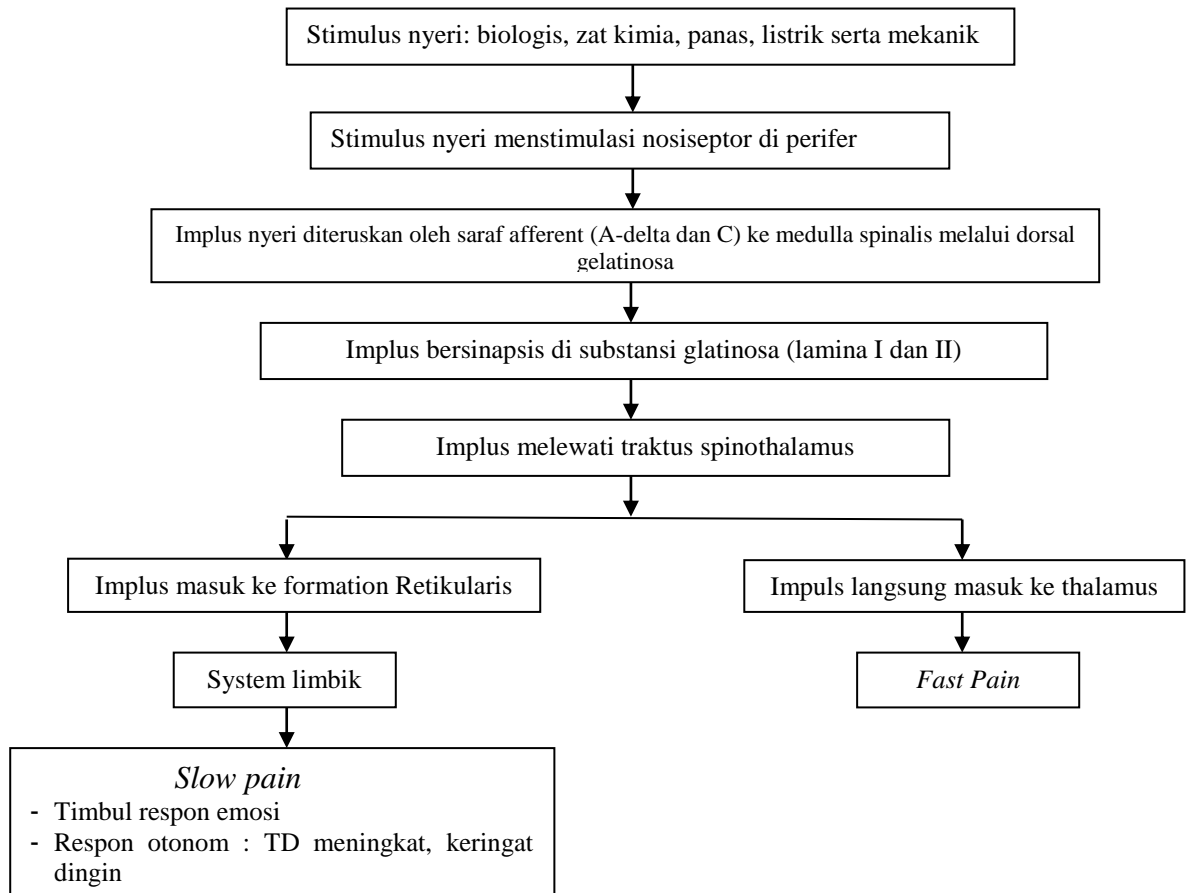 Stimulus nyeri: biologis, zat kimia, panas, listrik serta mekanik
Stimulus nyeri menstimulasi nosiseptor di perifer
Implus nyeri diteruskan oleh saraf afferent (A-delta dan C) ke medulla spinalis melalui dorsal
gelatinosa
Implus bersinapsis di substansi glatinosa (lamina I dan II)
Implus melewati traktus spinothalamus
Implus masuk ke formation Retikularis
Impuls langsung masuk ke thalamus
System limbik
Fast Pain
Slow pain
- Timbul respon emosi
- Respon otonom : TD meningkat, keringat
dingin